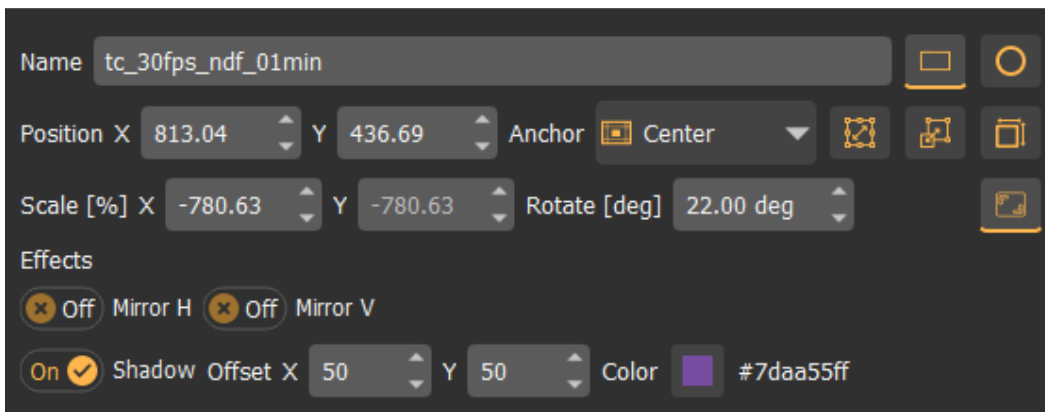 Name tc_30fps_ndf_01min
Position X 813.04 Y 436.69 Anchor Center
Scale [%] X -780.63 Y -780.63 Rotate [deg] 22.00 deg
Effects
Off Mirror H Off Mirror V
On Shadow Offset X 50 Y 50 Color #7daa55ff